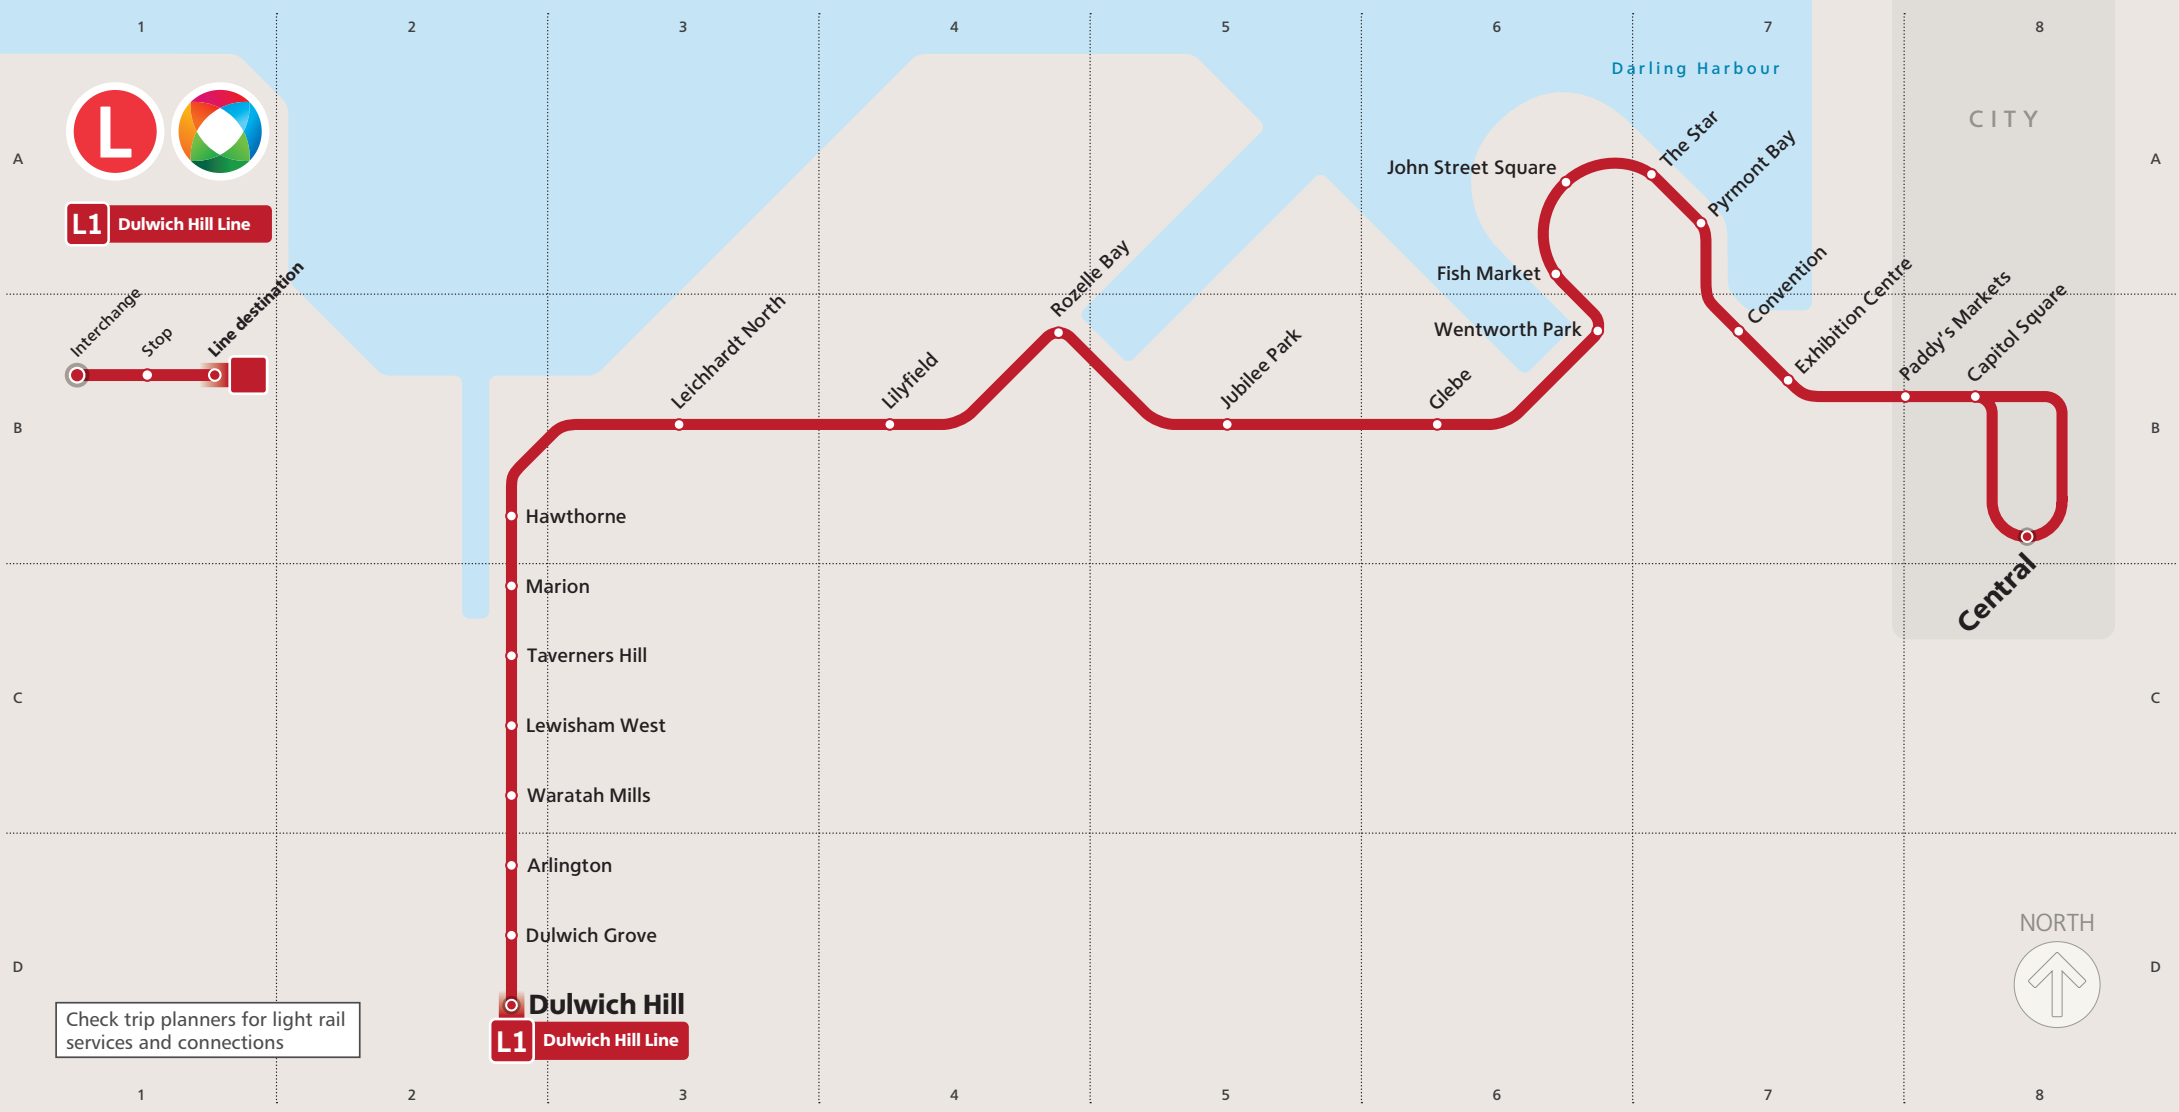 1 2 3 4 5 6 7 8
Darling Harbour
CITY
A
A
L
L1 Dulwich Hill Line
Interchange
Stop
Line destination
John Street Square
The Star
Pyrmont Bay
Fish Market
Wentworth Park
Convention
Exhibition Centre
Paddy's Markets
Capitol Square
Rozelle Bay
Leichhardt North
Lilyfield
Jubilee Park
Glebe
B
B
Hawthorne
Marion
Central
Taverners Hill
C
C
Lewisham West
Waratah Mills
Arlington
Dulwich Grove
NORTH
D
D
Dulwich Hill
L1 Dulwich Hill Line
Check trip planners for light rail
services and connections
1 2 3 4 5 6 7 8